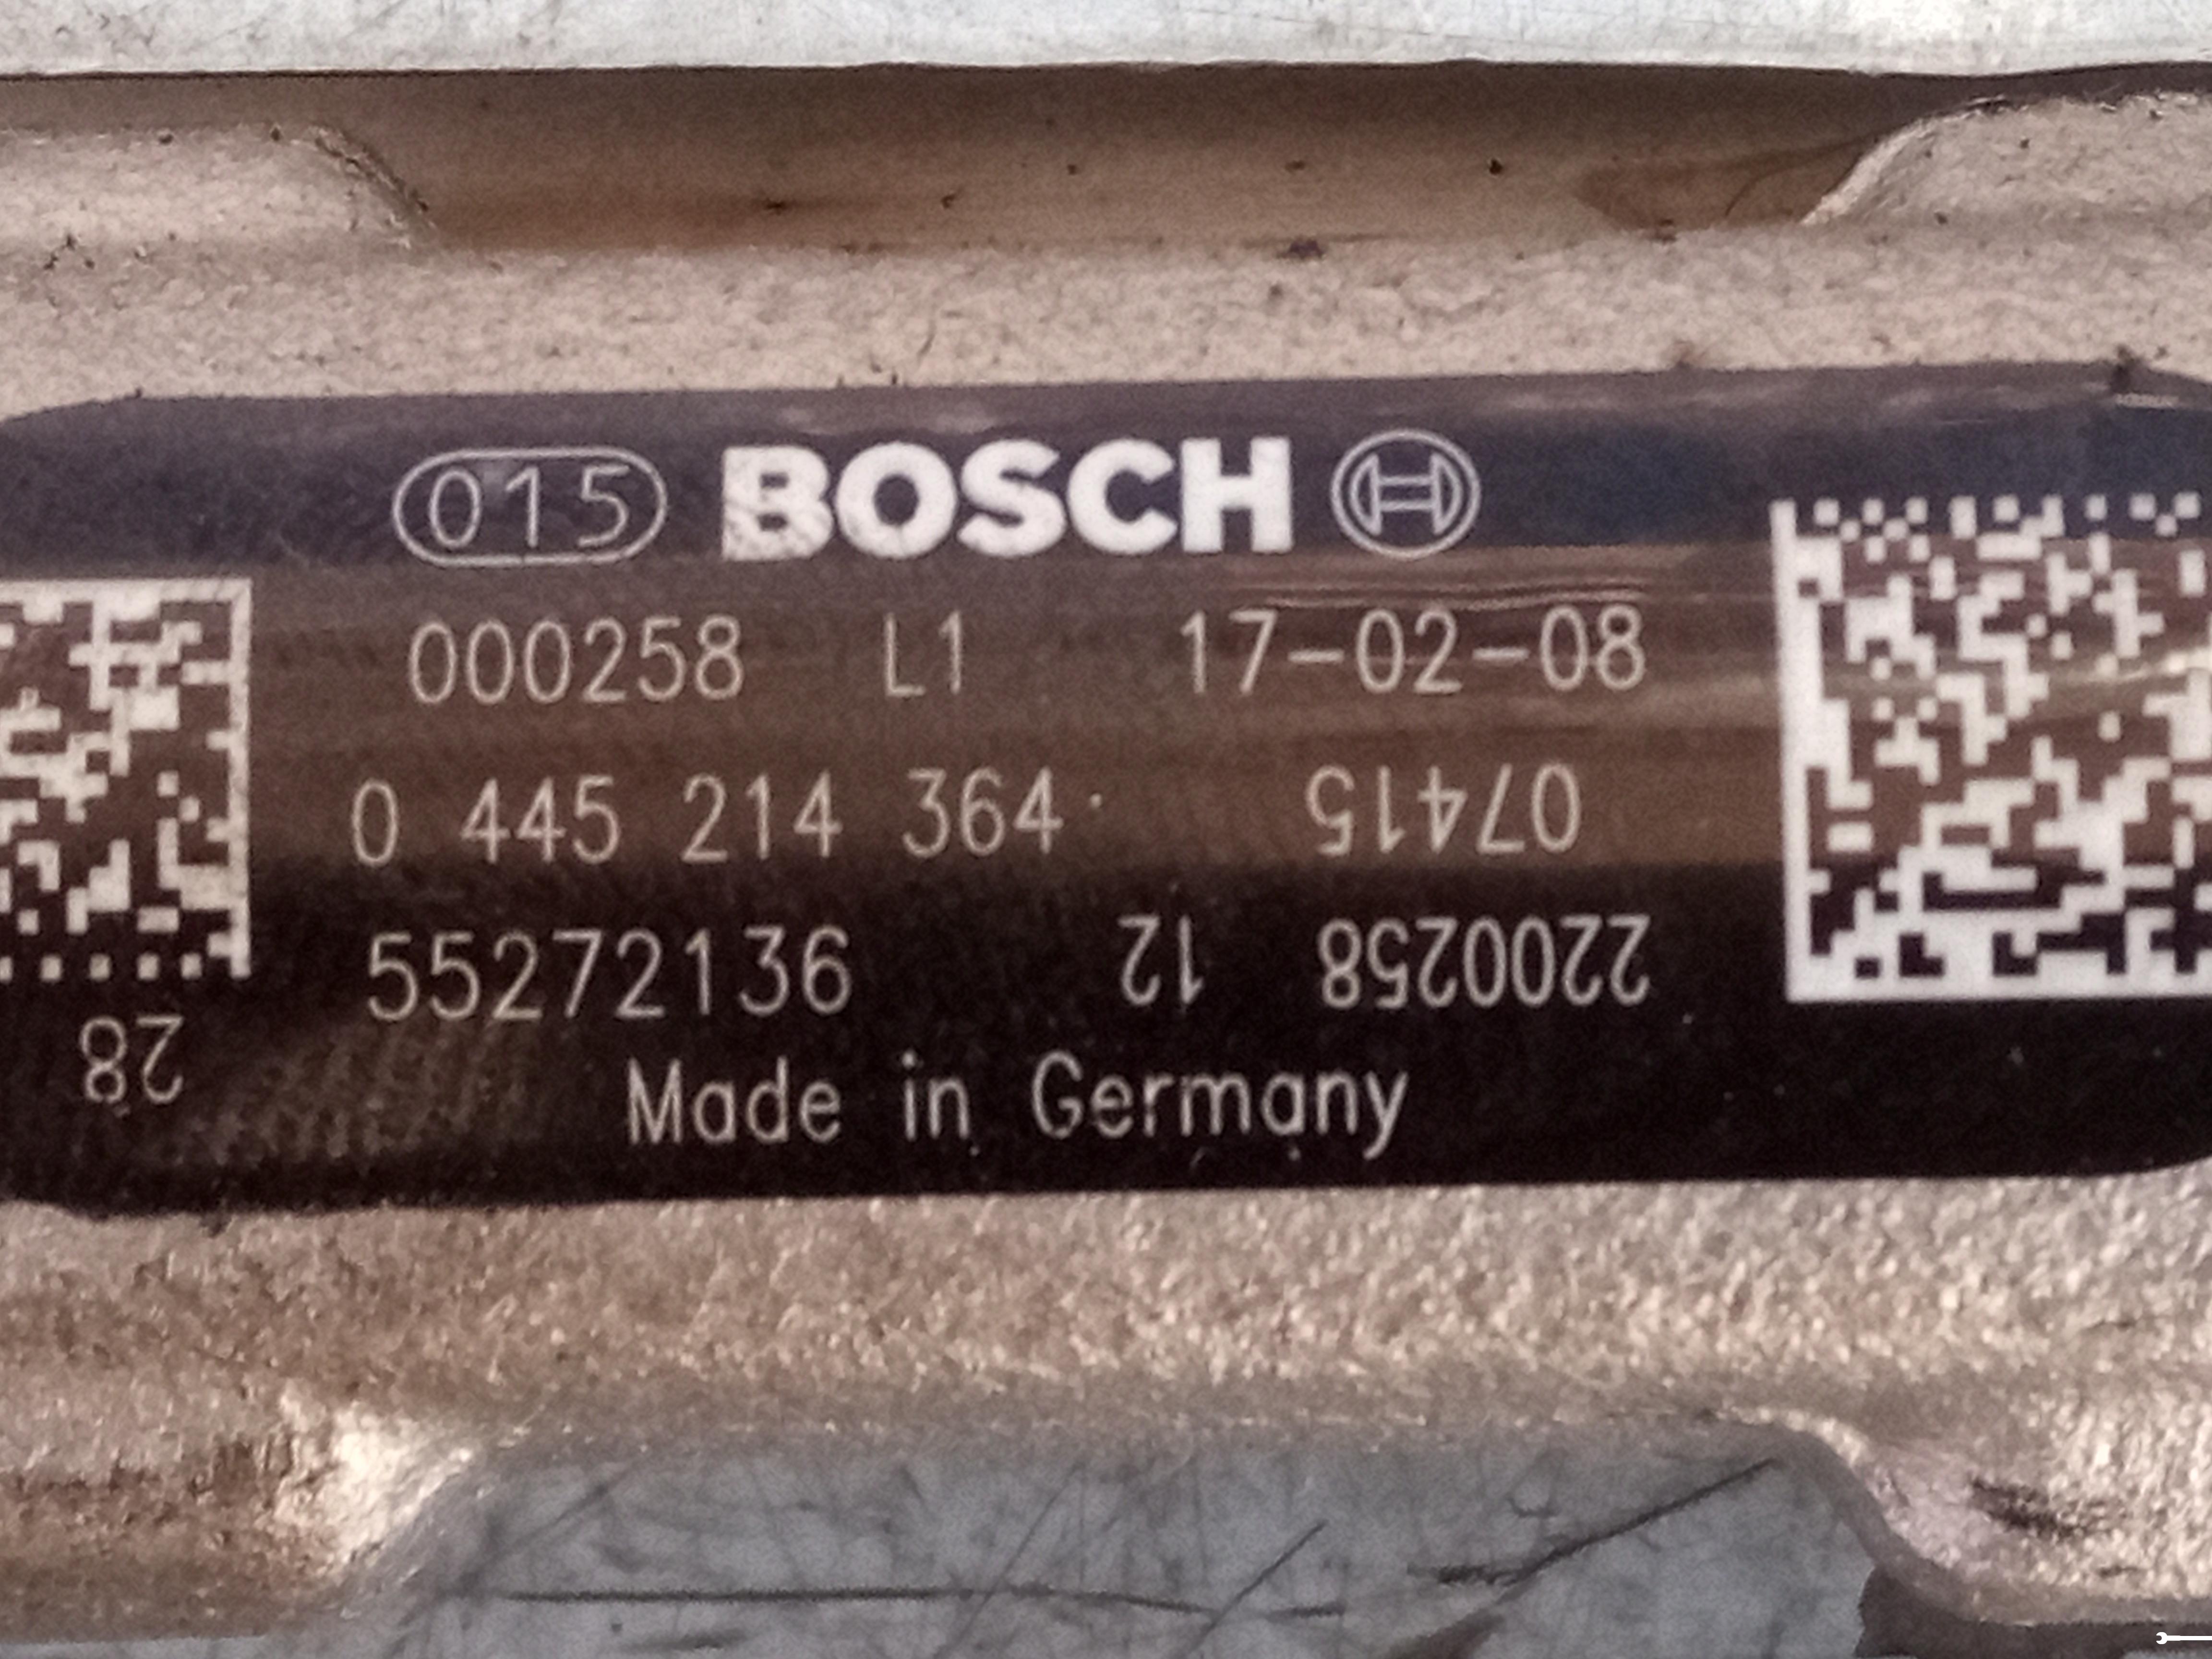 015 BOSCH
000258 L1 17-02-08
0 445 214 364 07415
55272136 12 2200258
28
Made in Germany